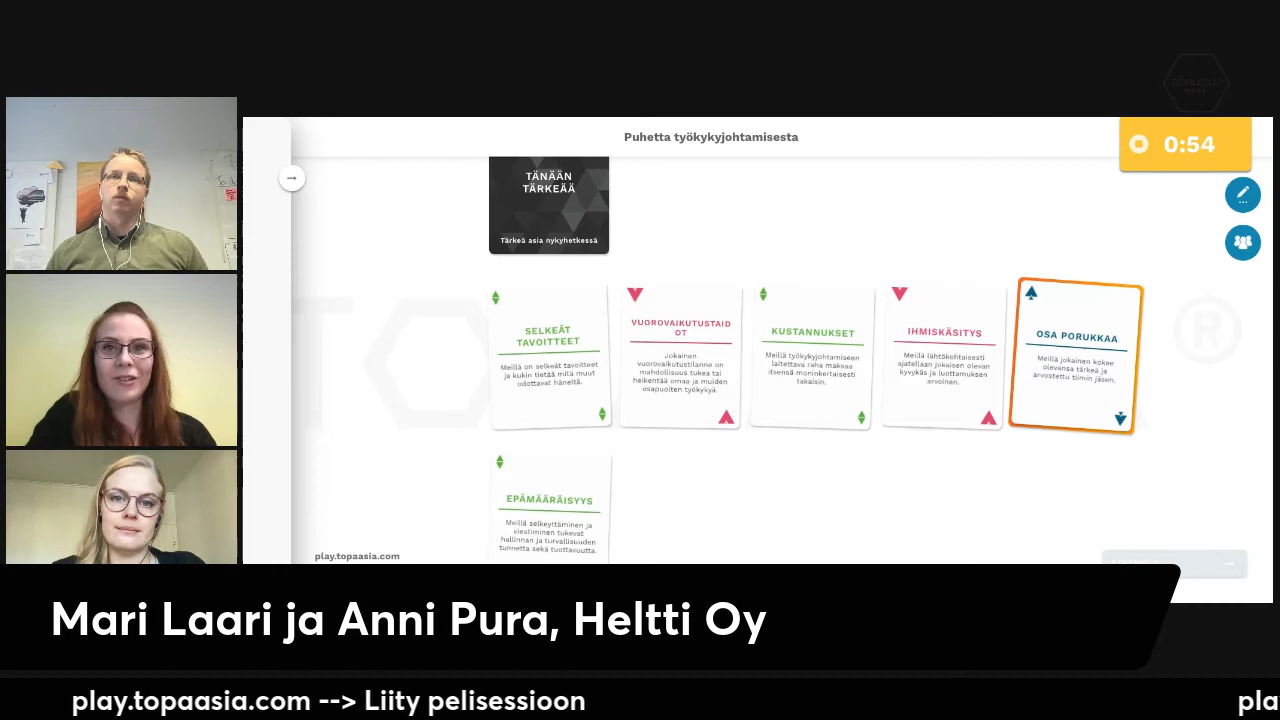 TOPAASIA®
Puhetta työkykyjohtamisesta
0:54
TÄNÄÄN
TÄRKEÄÄ
Tärkeä asia nykyhetkessä
SELKEÄT
TAVOITTEET
Meillä on selkeät tavoitteet
ja kukin tietää mitä muut
odottavat häneltä.
VUOROVAIKUTUSTAID
OT
Jokainen
vuorovaikutustilanne on
mahdollisuus tukea tai
heikentää omaa ja muiden
osapuolten työkykyä.
KUSTANNUKSET
Meillä työkykyjohtamiseen
laitettava raha maksaa
itsensä moninkertaisesti
takaisin.
IHMISKÄSITYS
Meillä lähtökohtaisesti
ajatellaan jokaisen olevan
kyvykäs ja luottamuksen
arvoinen.
OSA PORUKKAA
Meillä jokainen kokee
olevansa tärkeä ja
arvostettu tiimin jäsen.
®
EPÄMÄÄRÄISYYS
Meillä selkeyttäminen ja
viestiminen tukevat
hallinnan ja turvallisuuden
tunnetta sekä tuottavuutta.
play.topaasia.com
Mari Laari ja Anni Pura, Heltti Oy
play.topaasia.com --> Liity pelisessioon
pla